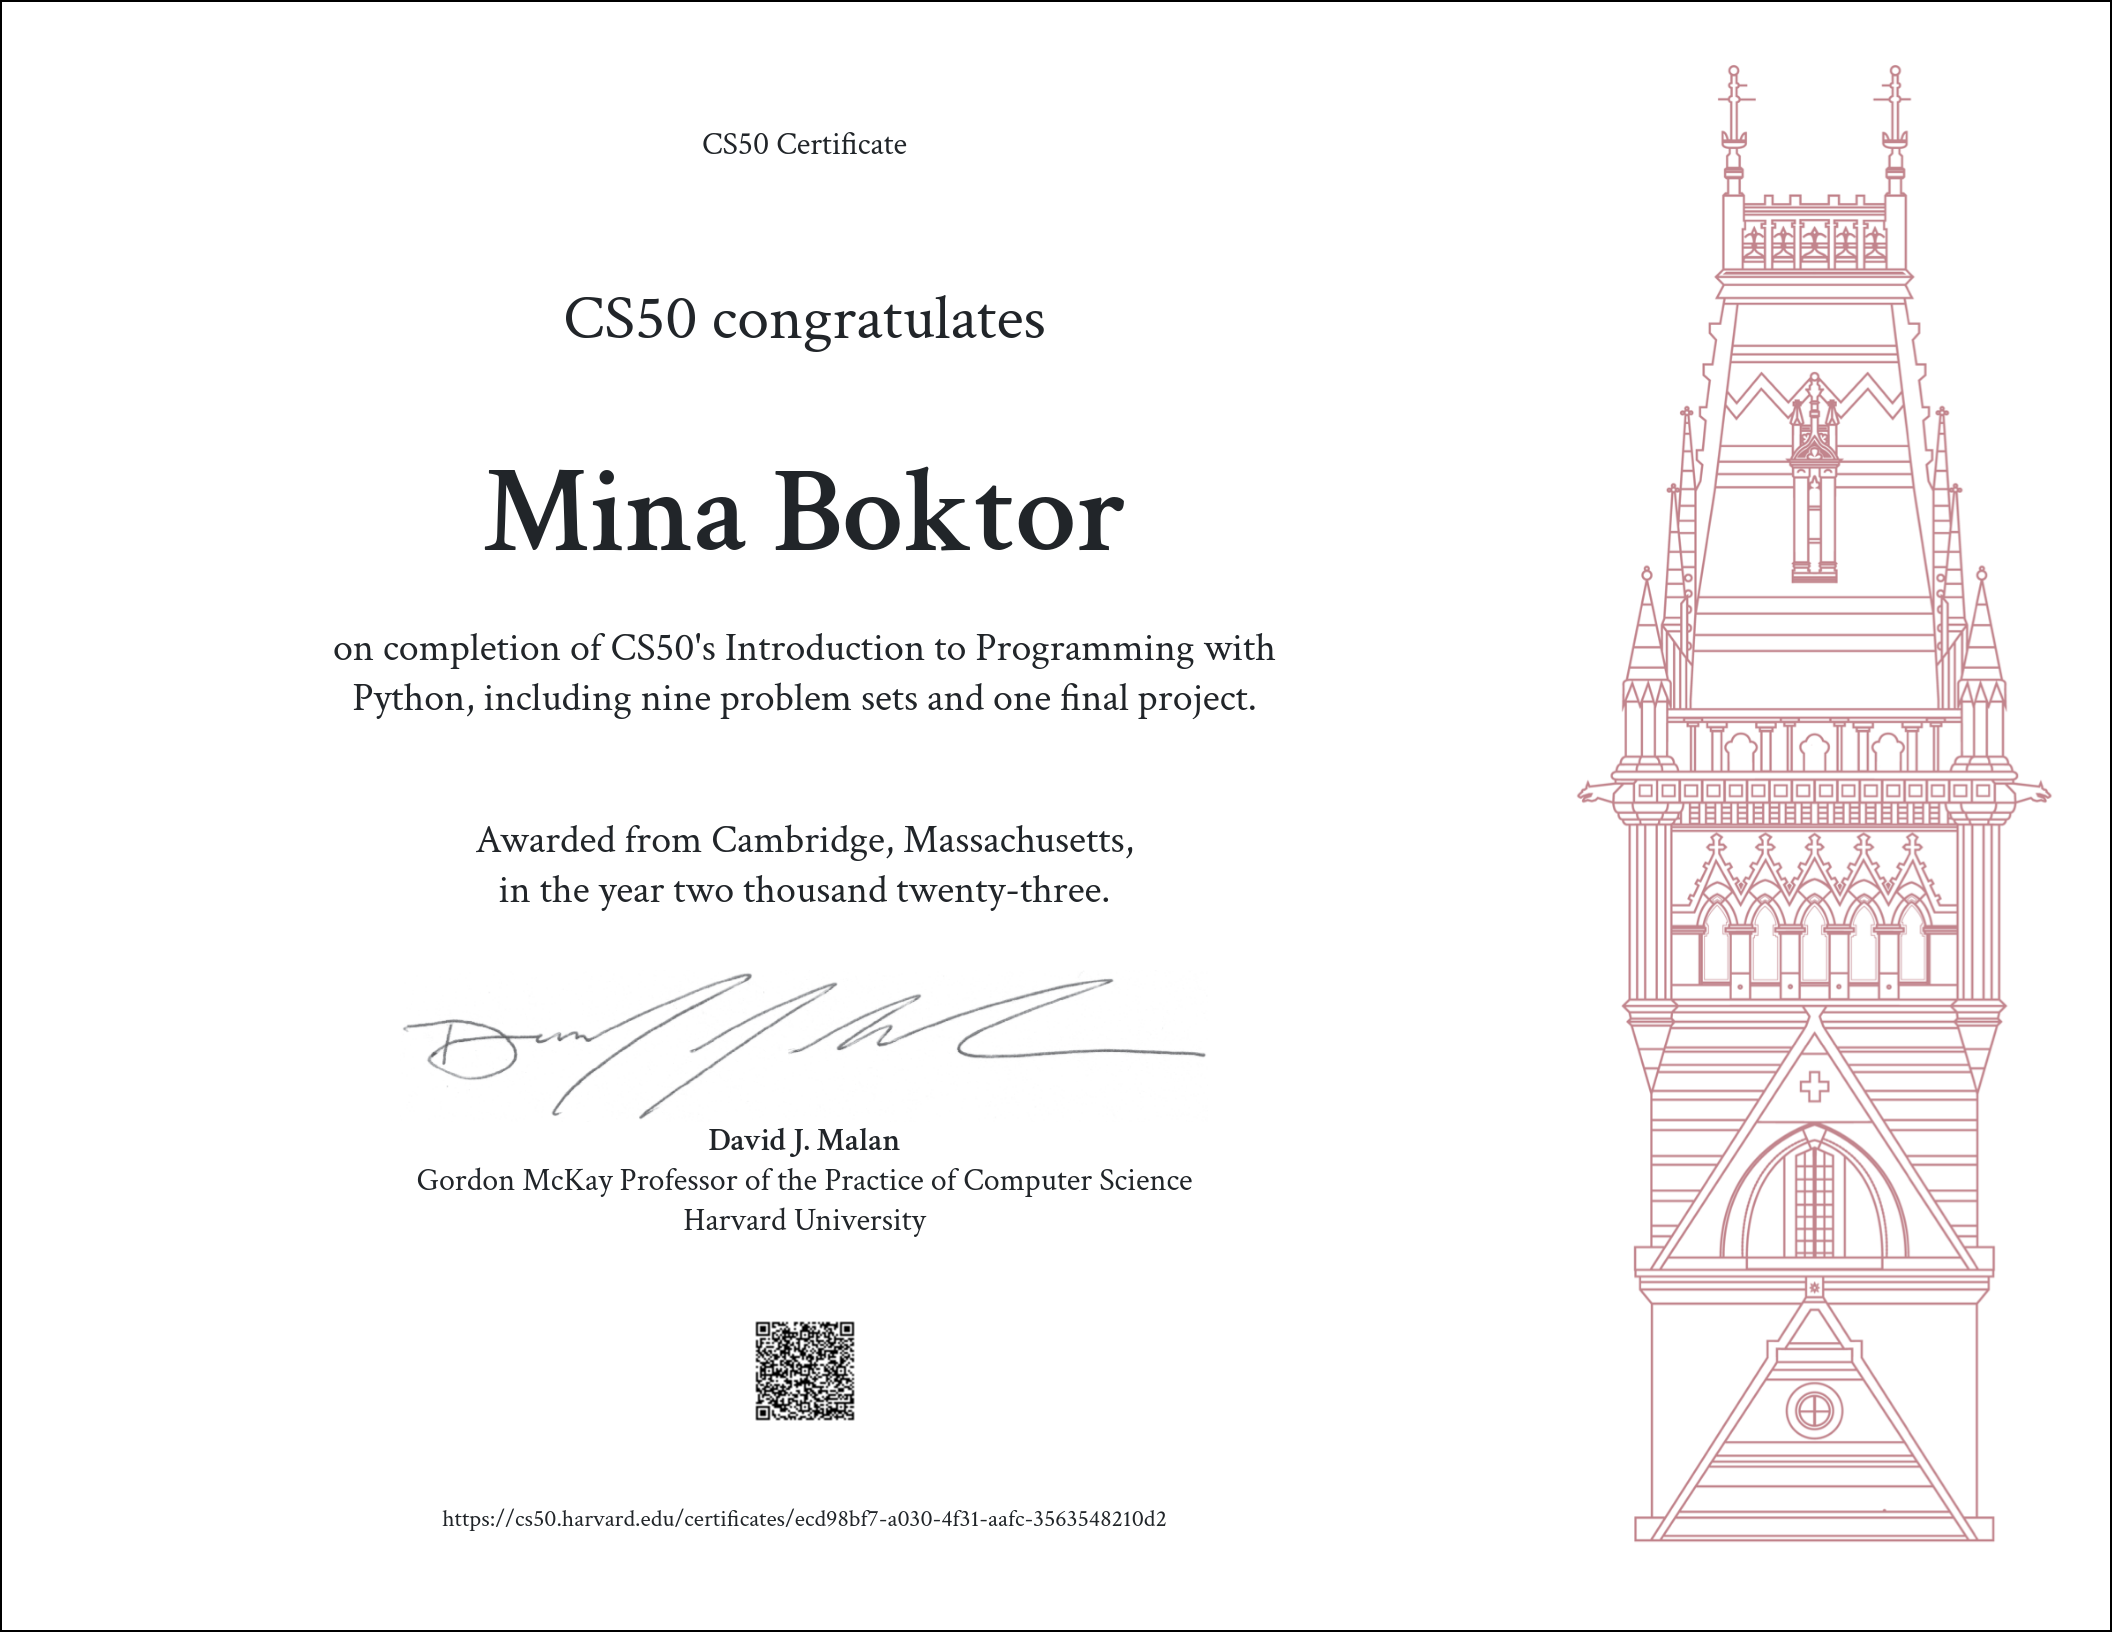 CS50 Certificate
CS50 congratulates
Mina Boktor
on completion of CS50's Introduction to Programming with
Python, including nine problem sets and one final project.
Awarded from Cambridge, Massachusetts,
in the year two thousand twenty-three.
David J. Malan
Gordon McKay Professor of the Practice of Computer Science
Harvard University
https://cs50.harvard.edu/certificates/ecd98bf7-a030-4f31-aafc-3563548210d2